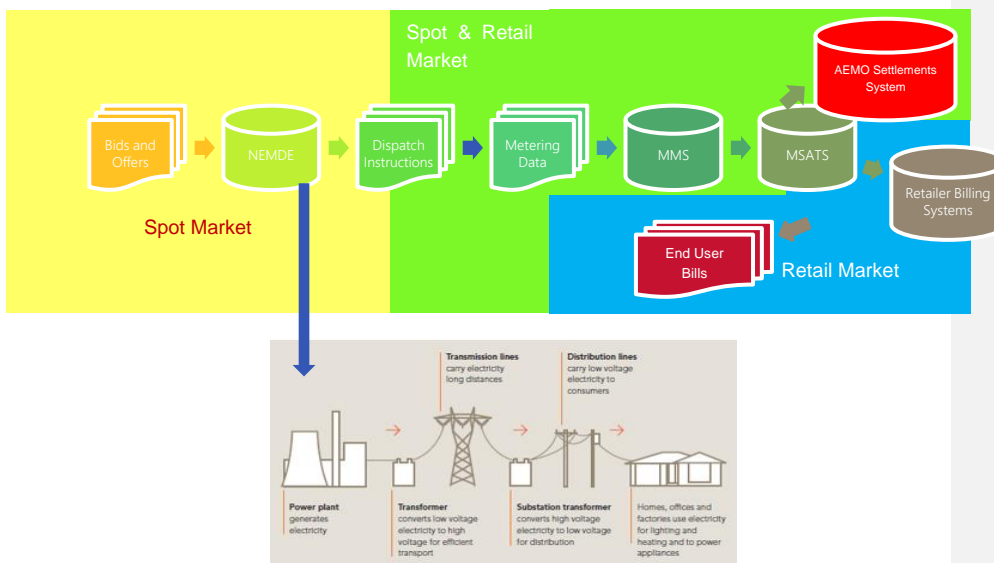 Spot & Retail
Market
AEMO Settlements
System
Bids and
Offers
NEMDE
Dispatch
Instructions
Metering
Data
MMS
MSATS
Retailer Billing
Systems
Spot Market
End User
Bills
Retail Market
Transmission lines
carry electricity
long distances
Distribution lines
carry low voltage
electricity to
consumers
Power plant
generates
electricity
Transformer
converts low voltage
electricity to high
voltage for efficient
transport
Substation transformer
converts high voltage
electricity to low voltage
for distribution
Homes, offices and
factories use electricity
for lighting and
heating and to power
appliances